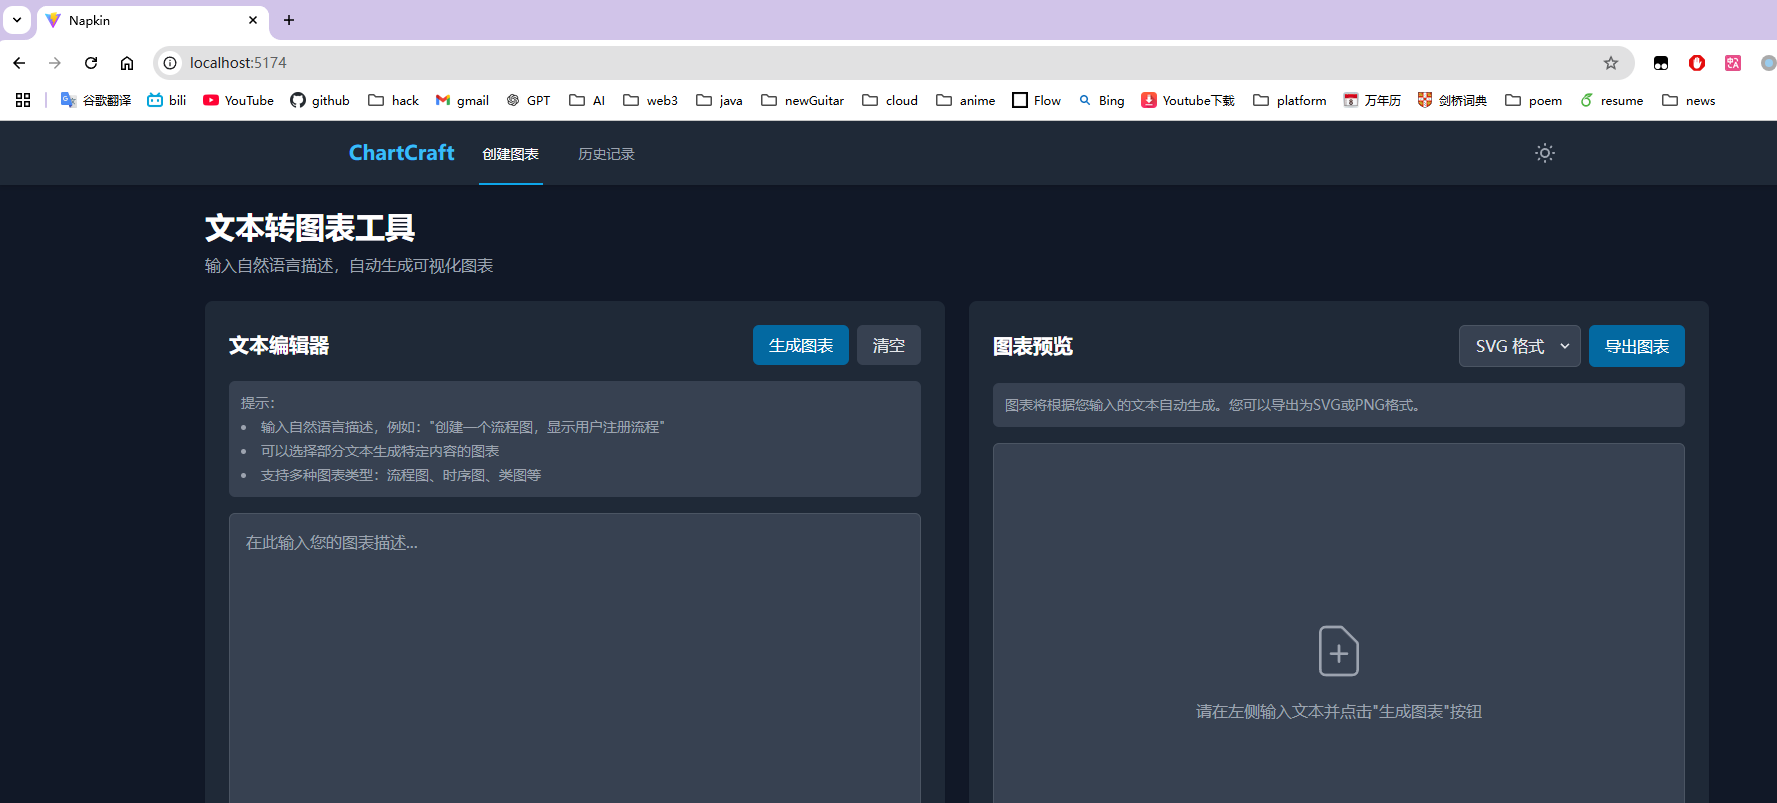 Napkin
localhost:5174
谷歌翻译 bili YouTube github hack gmail GPT AI web3 java newGuitar cloud anime Flow Bing Youtube下载 platform 万年历 剑桥词典 poem resume news
ChartCraft 创建图表 历史记录
文本转图表工具
输入自然语言描述，自动生成可视化图表
文本编辑器 生成图表 清空
提示：
输入自然语言描述，例如："创建一个流程图，显示用户注册流程"
可以选择部分文本生成特定内容的图表
支持多种图表类型：流程图、时序图、类图等
在此输入您的图表描述...
图表预览 SVG 格式 导出图表
图表将根据您输入的文本自动生成。您可以导出为SVG或PNG格式。
请在左侧输入文本并点击"生成图表"按钮